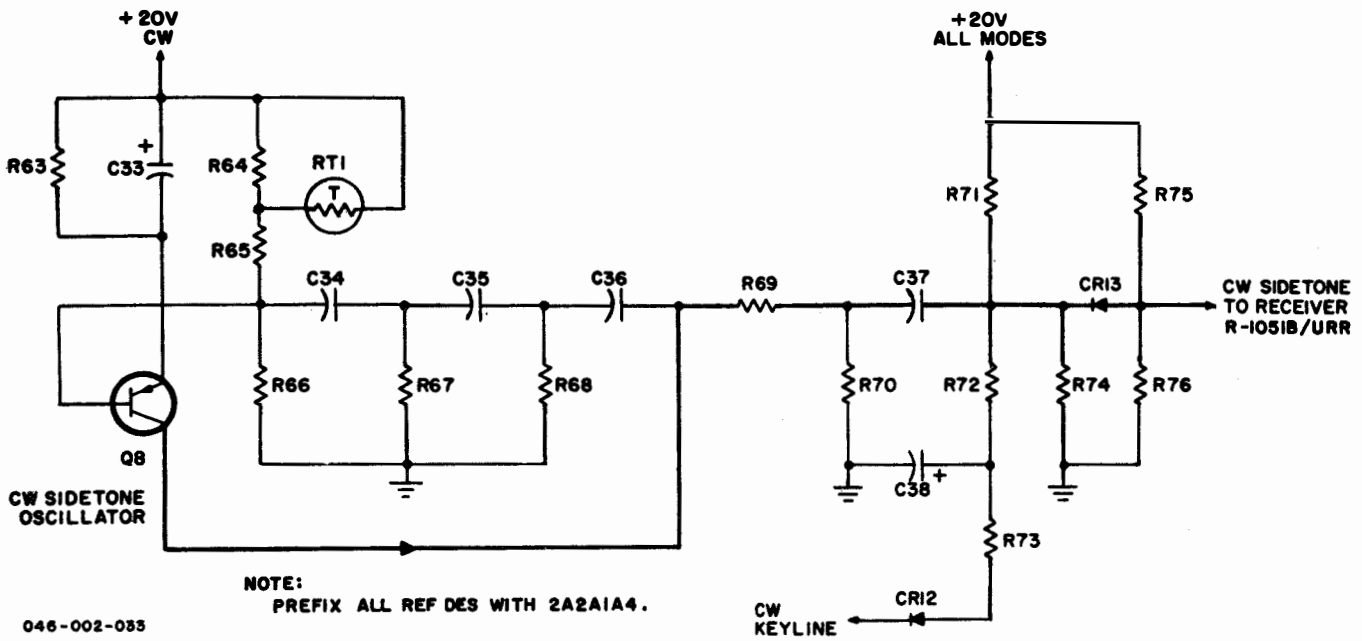 +20V
CW
+20V
ALL MODES
R63
+
C33
R64
RT1
T
R65
R71
R75
C34
C35
C36
R69
C37
CR13
CW SIDETONE
TO RECEIVER
R-1051B/URR
R66
R67
R68
R70
R72
R74
R76
Q8
CW SIDETONE
OSCILLATOR
C38
+
R73
NOTE:
PREFIX ALL REF DES WITH 2A2A1A4.
CW
KEYLINE
CR12
046-002-033